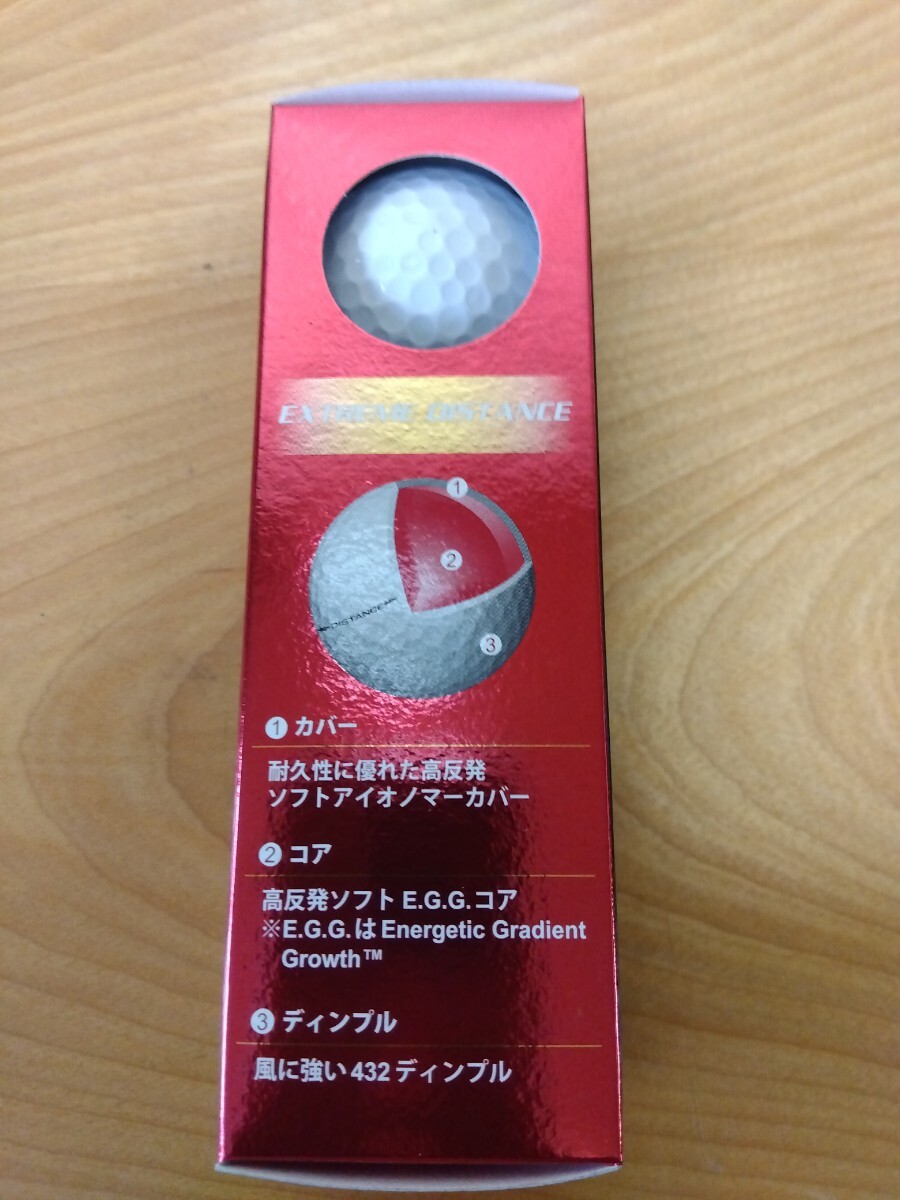 EXTREME DISTANCE
1
2
DISTANCE
3
① カバー
耐久性に優れた高反発
ソフトアイオノマーカバー
② コア
高反発ソフト E.G.G.コア
※E.G.G.は Energetic Gradient
Growth™
③ ディンプル
風に強い 432 ディンプル